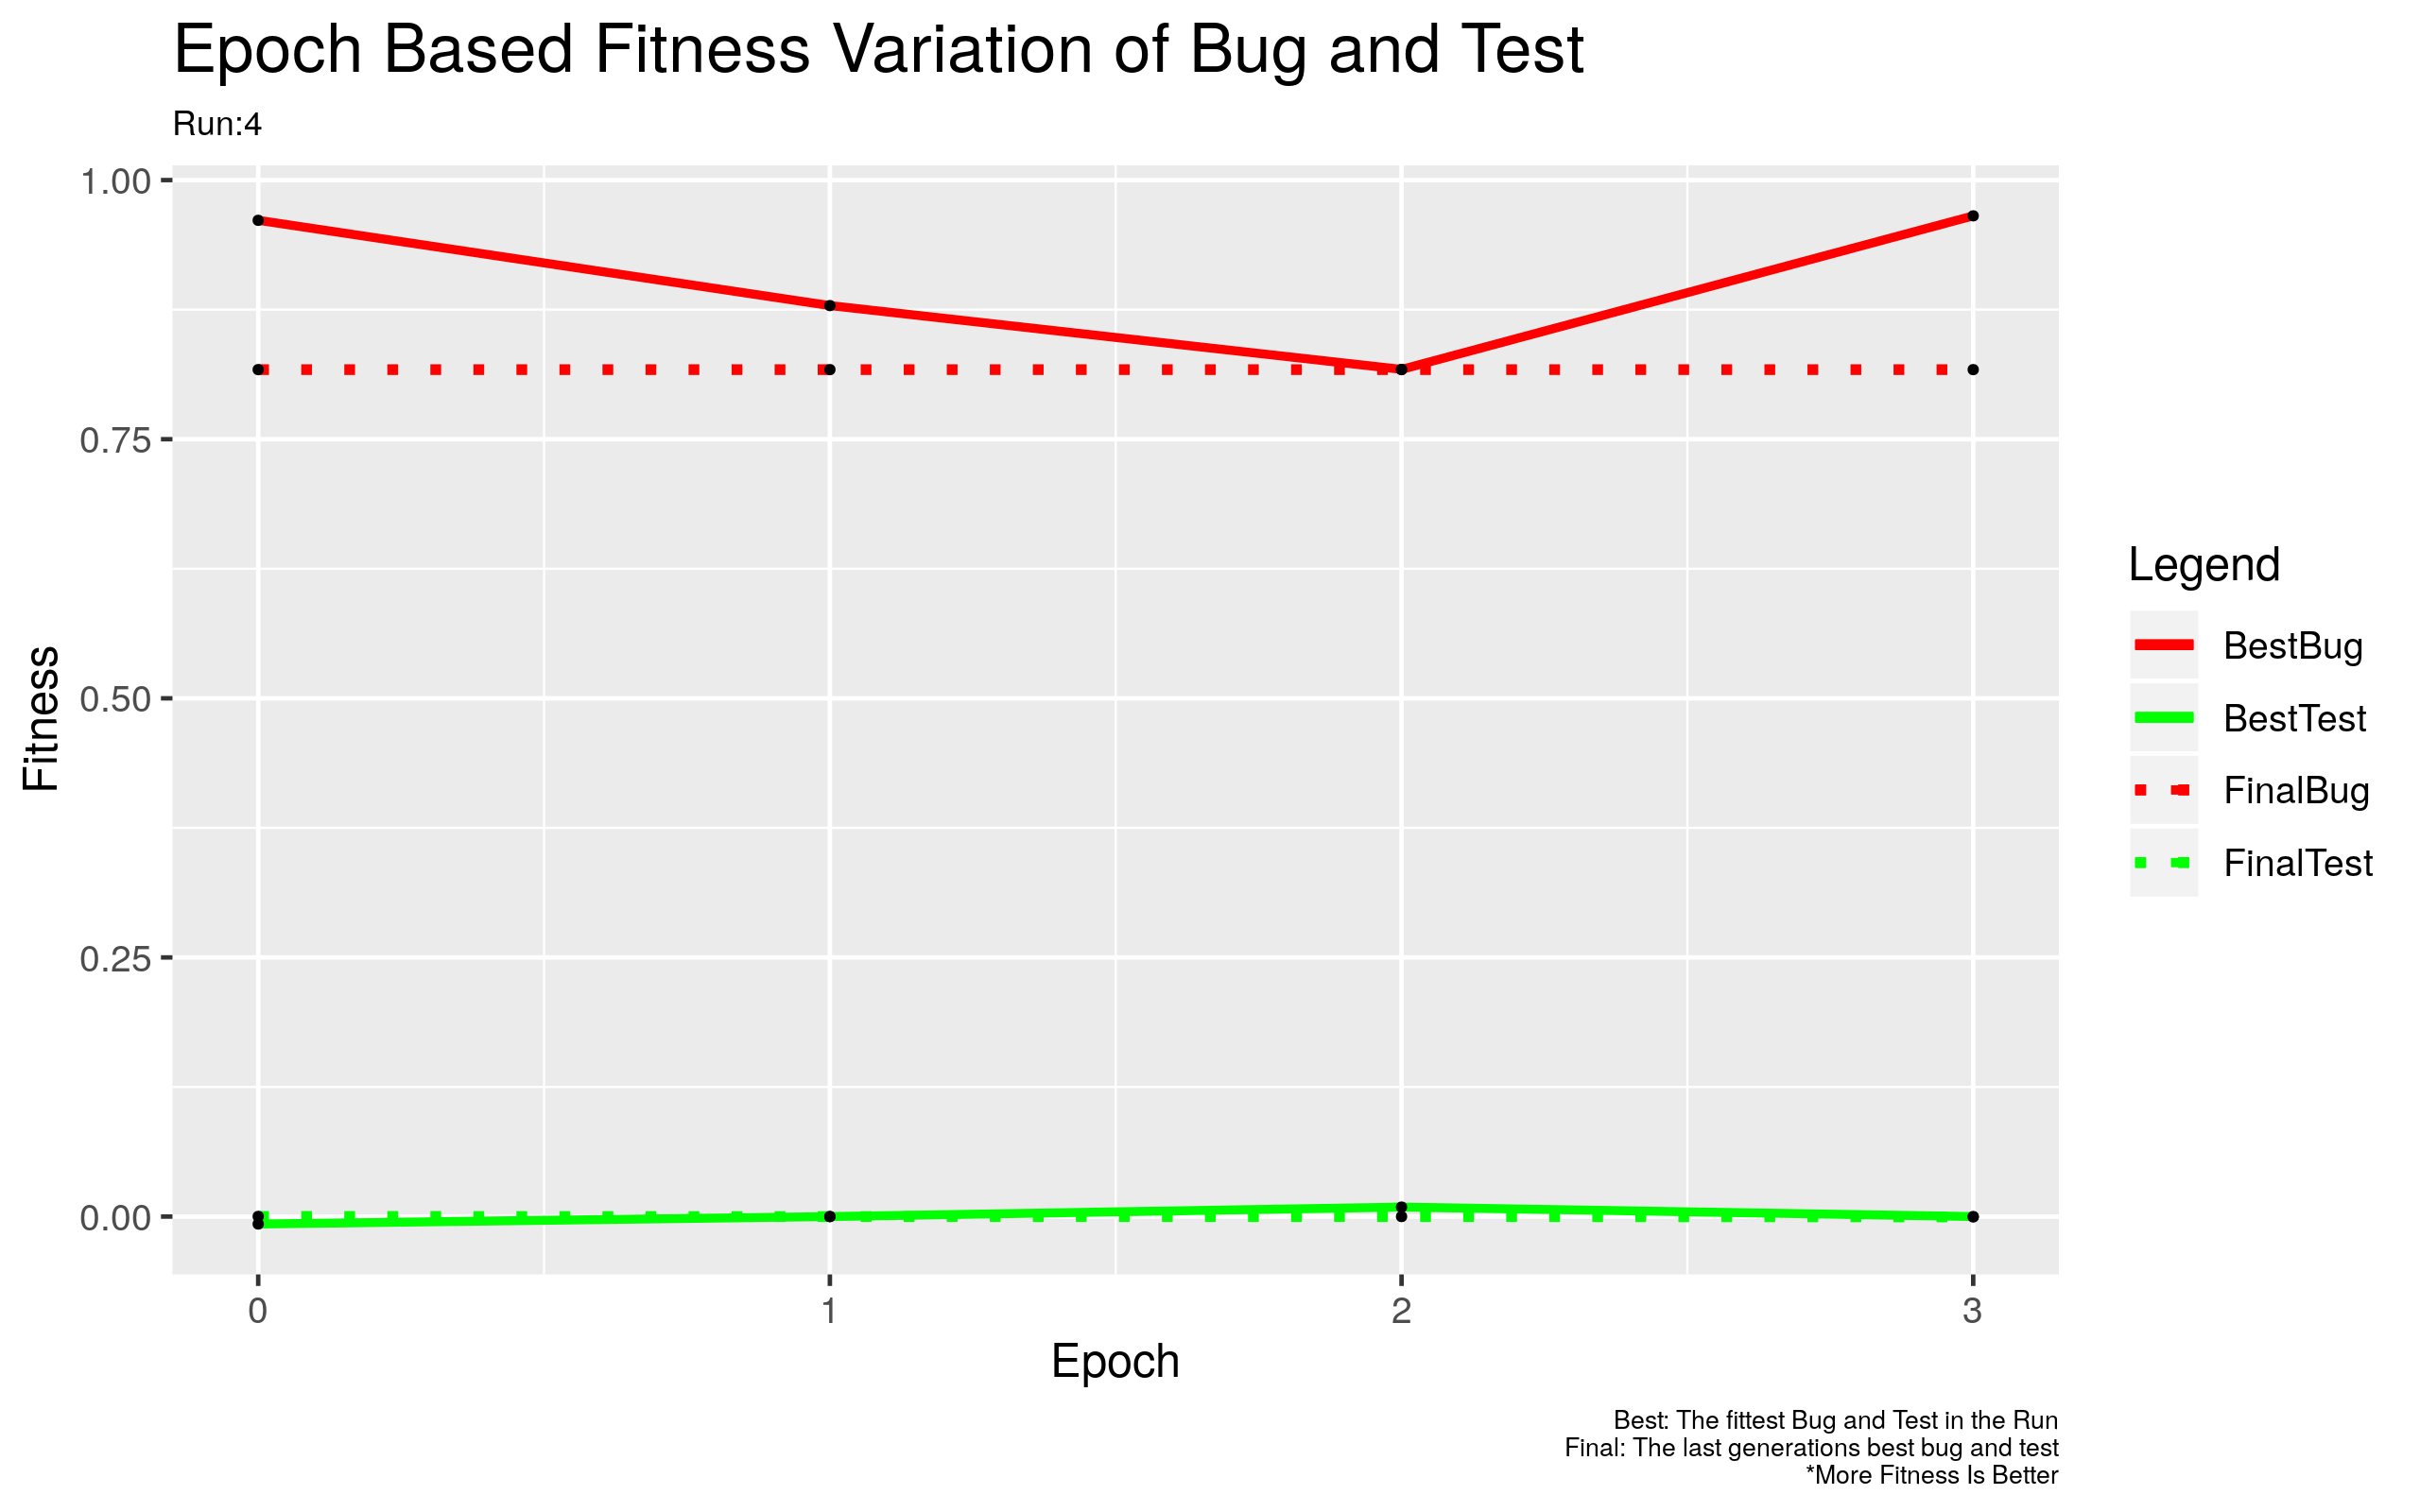 Epoch Based Fitness Variation of Bug and Test
Run:4
1.00
0.75
0.50
0.25
0.00
Fitness
0 1 2 3
Epoch
Legend
BestBug
BestTest
FinalBug
FinalTest
Best: The fittest Bug and Test in the Run
Final: The last generations best bug and test
*More Fitness Is Better